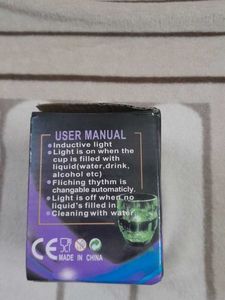 USER MANUAL
Inductive light
Light is on when the
cup is filled with
liquid(water,drink,
alcohol etc)
Fliching thythm is
changable automaticly.
Light is off when no
liquid's filled in.
Cleaning with water.
CE
MADE IN CHINA